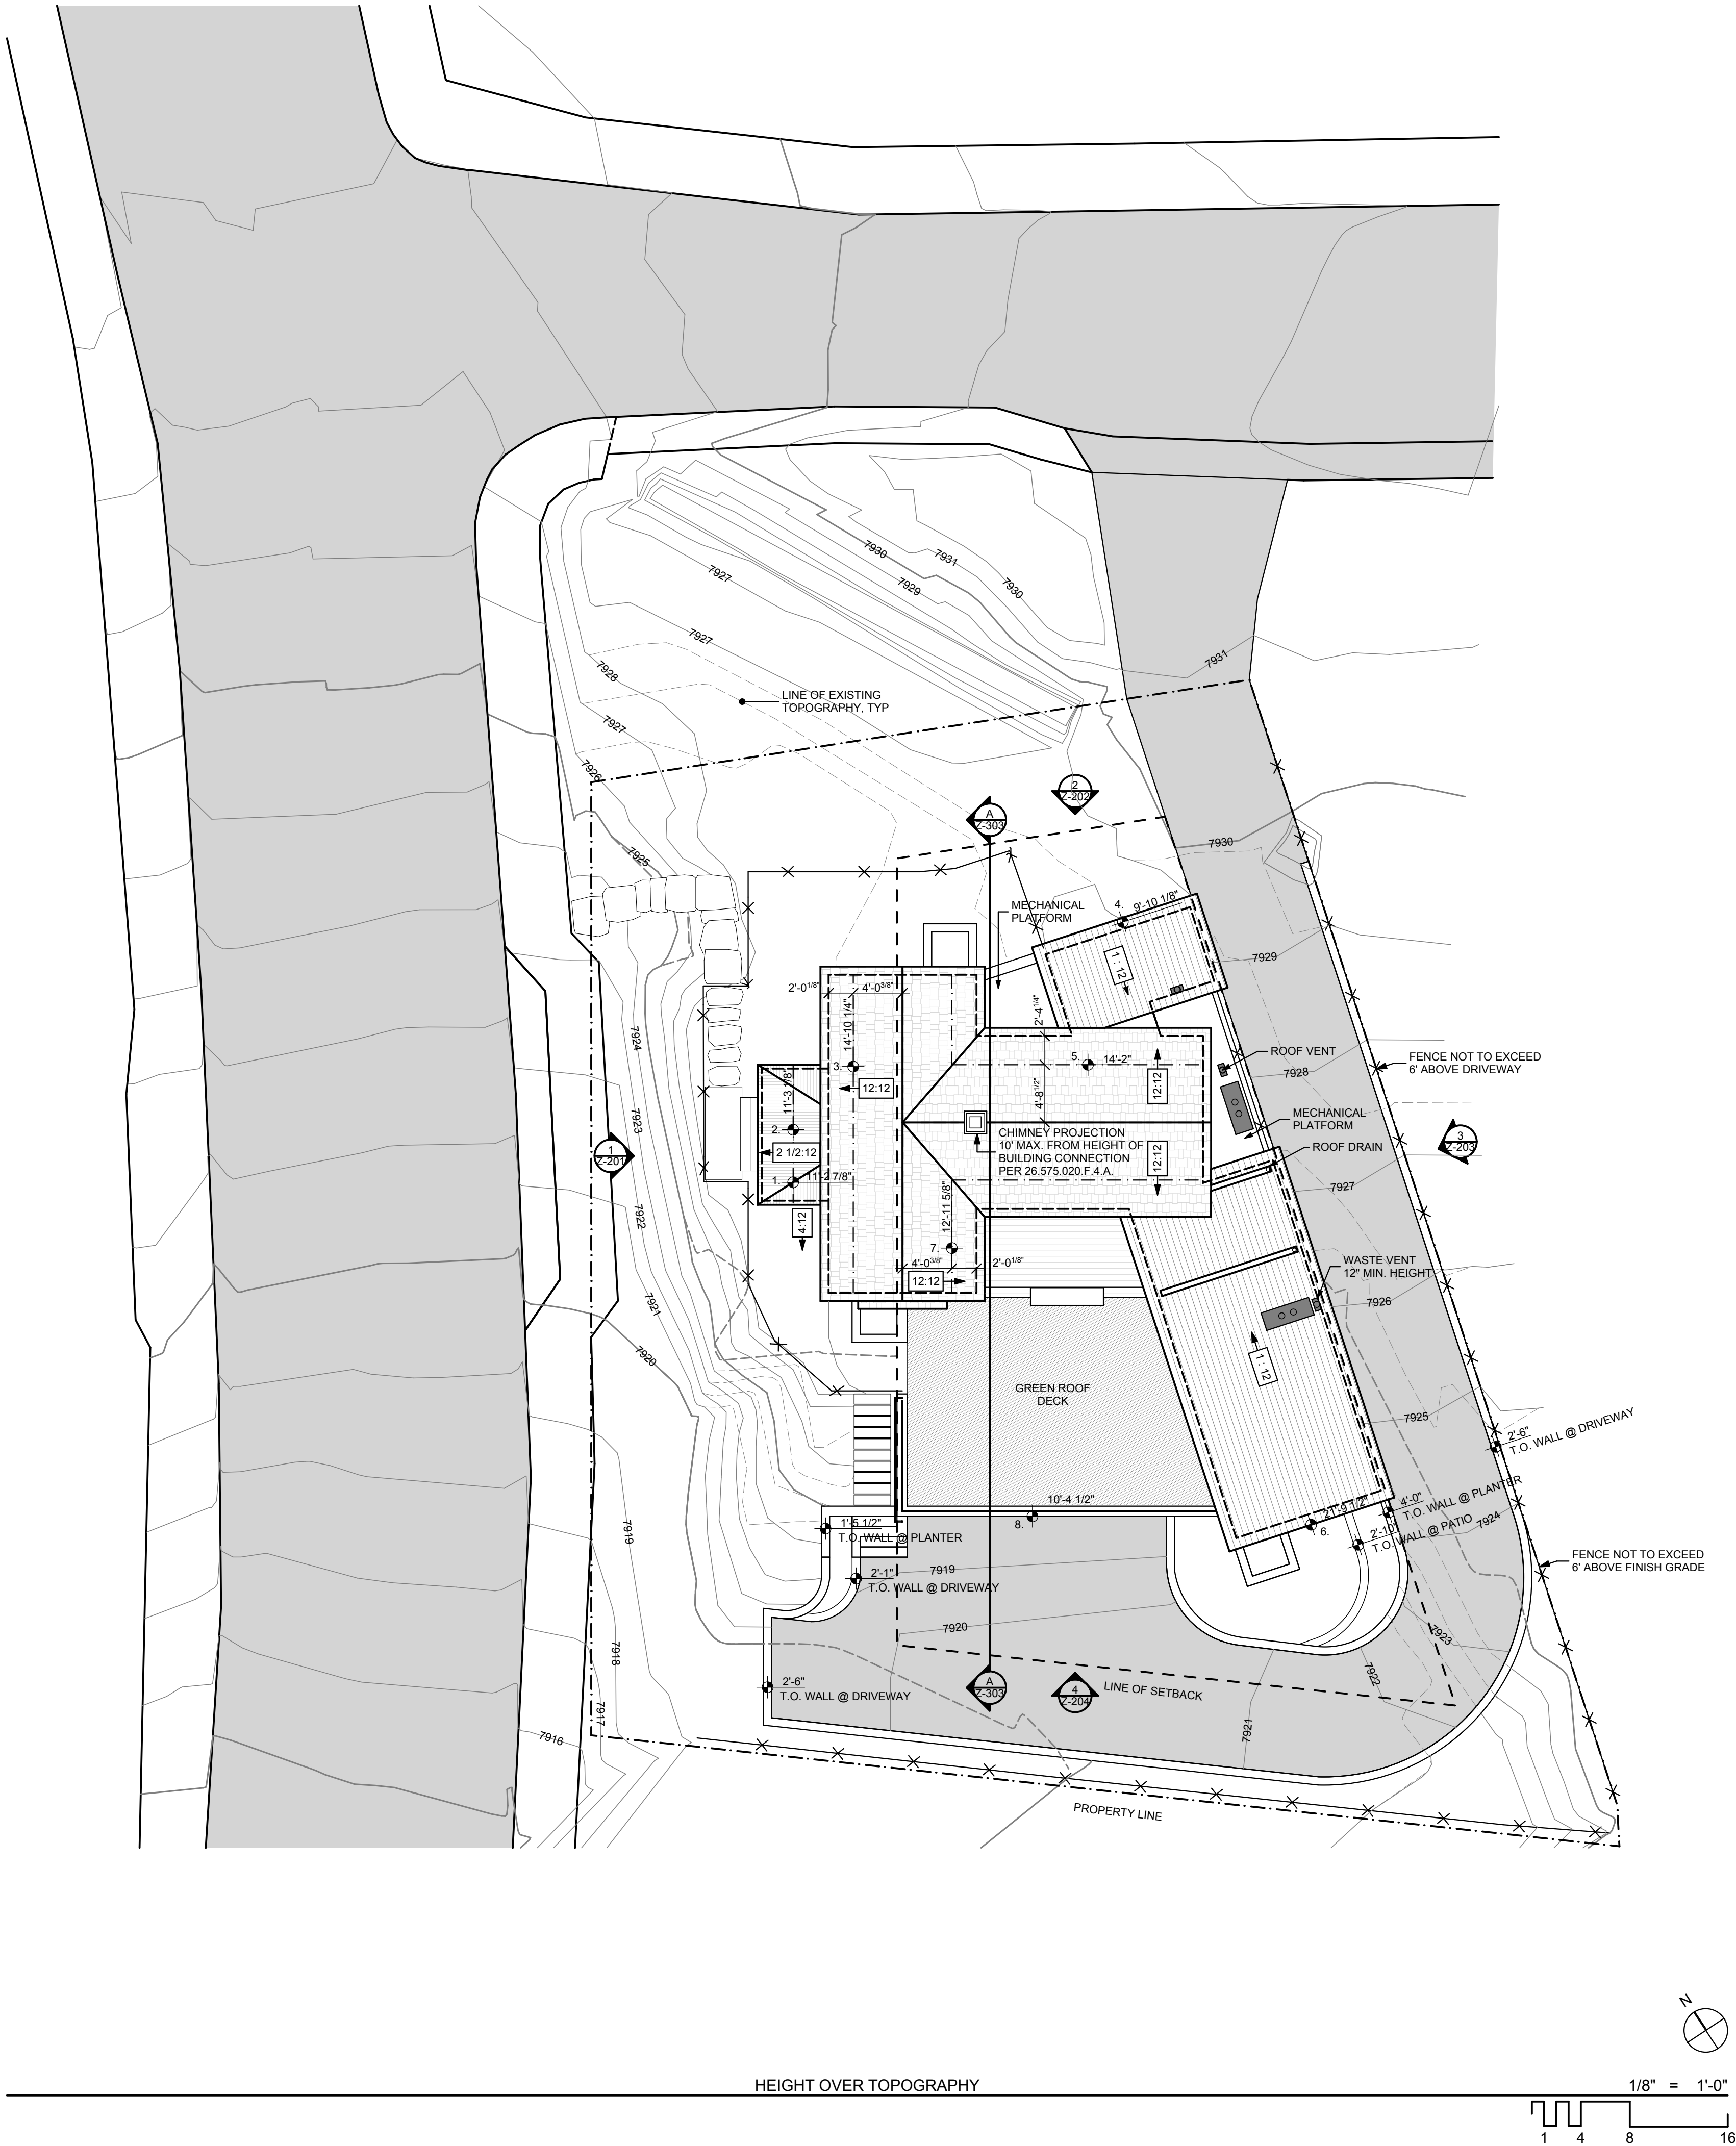 7930
7931
7929
7930
7927
7927
7928
7931
7927
7926
LINE OF EXISTING
TOPOGRAPHY, TYP
2
Z-202
A
Z-303
7930
7925
MECHANICAL
PLATFORM
4.
9'-10 1/8"
1 : 12
7929
2'-0 1/8"
4'-0 3/8"
14'-10 1/4"
2'-4 1/4"
7924
3.
12:12
5.
14'-2"
12:12
ROOF VENT
7928
FENCE NOT TO EXCEED
6' ABOVE DRIVEWAY
11'-3 7/8"
4'-8 1/2"
7923
2.
2 1/2:12
CHIMNEY PROJECTION
10' MAX. FROM HEIGHT OF
BUILDING CONNECTION
PER 26.575.020.F.4.A.
12:12
MECHANICAL
PLATFORM
ROOF DRAIN
1
Z-201
3
Z-203
1.
11'-2 7/8"
7927
4:12
12'-11 5/8"
7922
7.
4'-0 3/8"
2'-0 1/8"
12:12
WASTE VENT
12" MIN. HEIGHT
7926
7921
7920
1 : 12
GREEN ROOF
DECK
7925
2'-6"
T.O. WALL @ DRIVEWAY
10'-4 1/2"
8.
21'-9 1/2"
6.
4'-0"
T.O. WALL @ PLANTER
2'-10"
T.O. WALL @ PATIO
7924
1'-5 1/2"
T.O. WALL @ PLANTER
7919
FENCE NOT TO EXCEED
6' ABOVE FINISH GRADE
2'-1"
T.O. WALL @ DRIVEWAY
7919
7920
7923
7918
7922
2'-6"
T.O. WALL @ DRIVEWAY
A
Z-303
4
Z-204
LINE OF SETBACK
7917
7916
7921
PROPERTY LINE
N
HEIGHT OVER TOPOGRAPHY
1/8" = 1'-0"
1 4 8 16